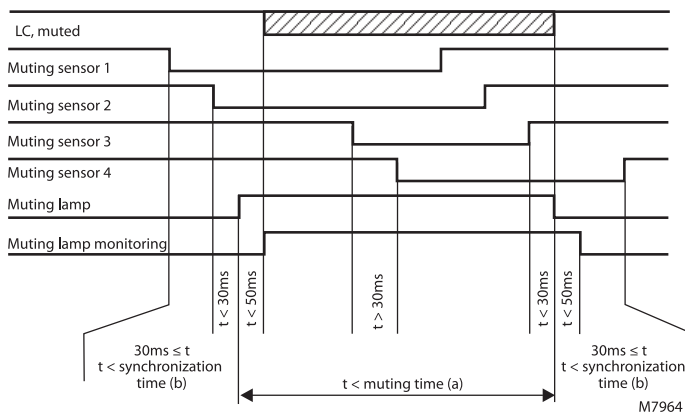 LC, muted
Muting sensor 1
Muting sensor 2
Muting sensor 3
Muting sensor 4
Muting lamp
Muting lamp monitoring
t < 30ms
t < 50ms
t > 30ms
t < 30ms
t < 50ms
30ms ≤ t
t < synchronization
time (b)
t < muting time (a)
30ms ≤ t
t < synchronization
time (b)
M7964